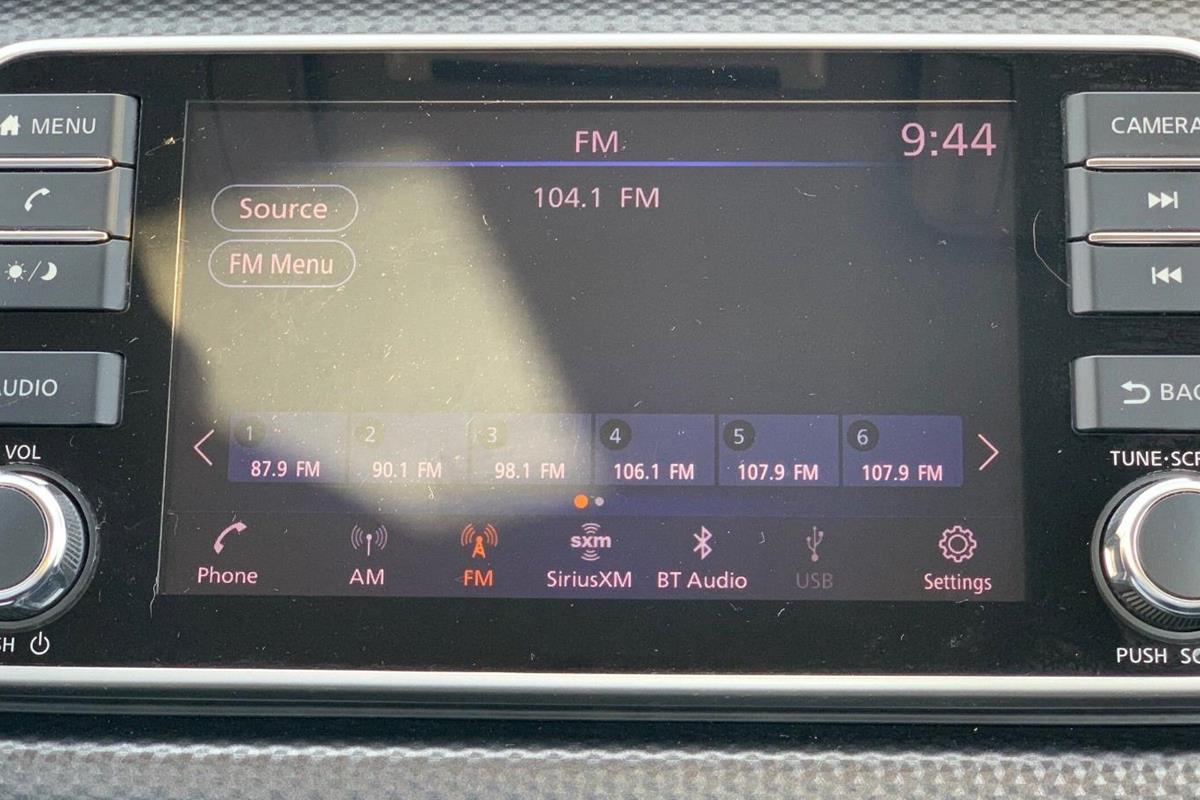 MENU
AUDIO
VOL
FM
9:44
104.1 FM
Source
FM Menu
1
87.9 FM
2
90.1 FM
3
98.1 FM
4
106.1 FM
5
107.9 FM
6
107.9 FM
Phone
AM
FM
sxm
SiriusXM
BT Audio
USB
Settings
CAMERA
BAC
TUNE·SCR
PUSH SC